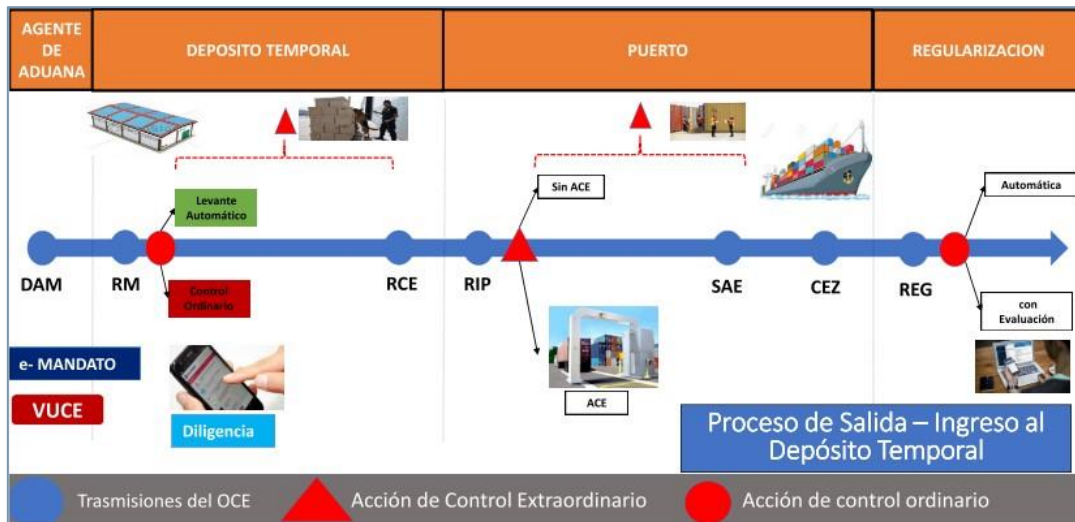 AGENTE
DE
ADUANA
DEPOSITO TEMPORAL
PUERTO
REGULARIZACION
Sin ACE
Automática
Levante
Automático
DAM
RM
RCE
RIP
SAE
CEZ
REG
Control
Ordinario
con
Evaluación
e- MANDATO
VUCE
Diligencia
ACE
Proceso de Salida – Ingreso al
Depósito Temporal
Trasmisiones del OCE
Acción de Control Extraordinario
Acción de control ordinario